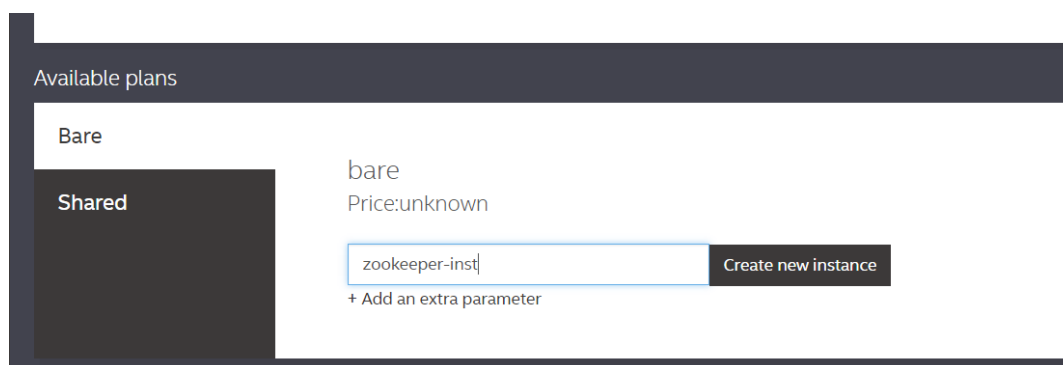 Available plans
Bare
Shared
bare
Price:unknown
zookeeper-inst
Create new instance
+ Add an extra parameter